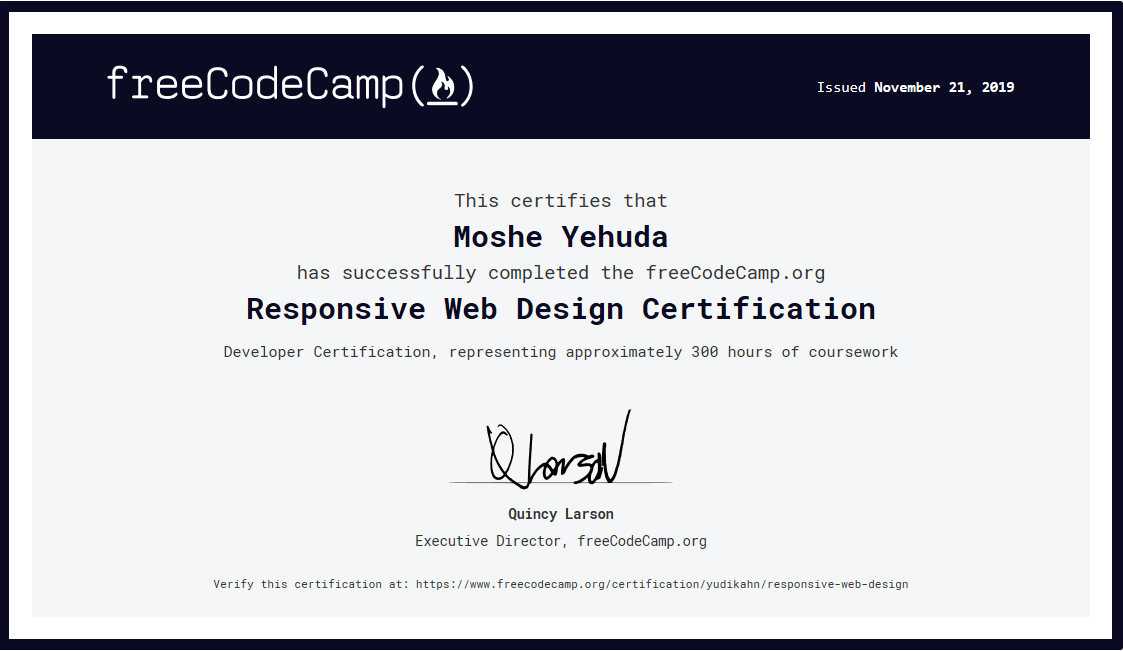 freeCodeCamp(🔥)
Issued November 21, 2019
This certifies that
Moshe Yehuda
has successfully completed the freeCodeCamp.org
Responsive Web Design Certification
Developer Certification, representing approximately 300 hours of coursework
Q Larson
Quincy Larson
Executive Director, freeCodeCamp.org
Verify this certification at: https://www.freecodecamp.org/certification/yudikahn/responsive-web-design